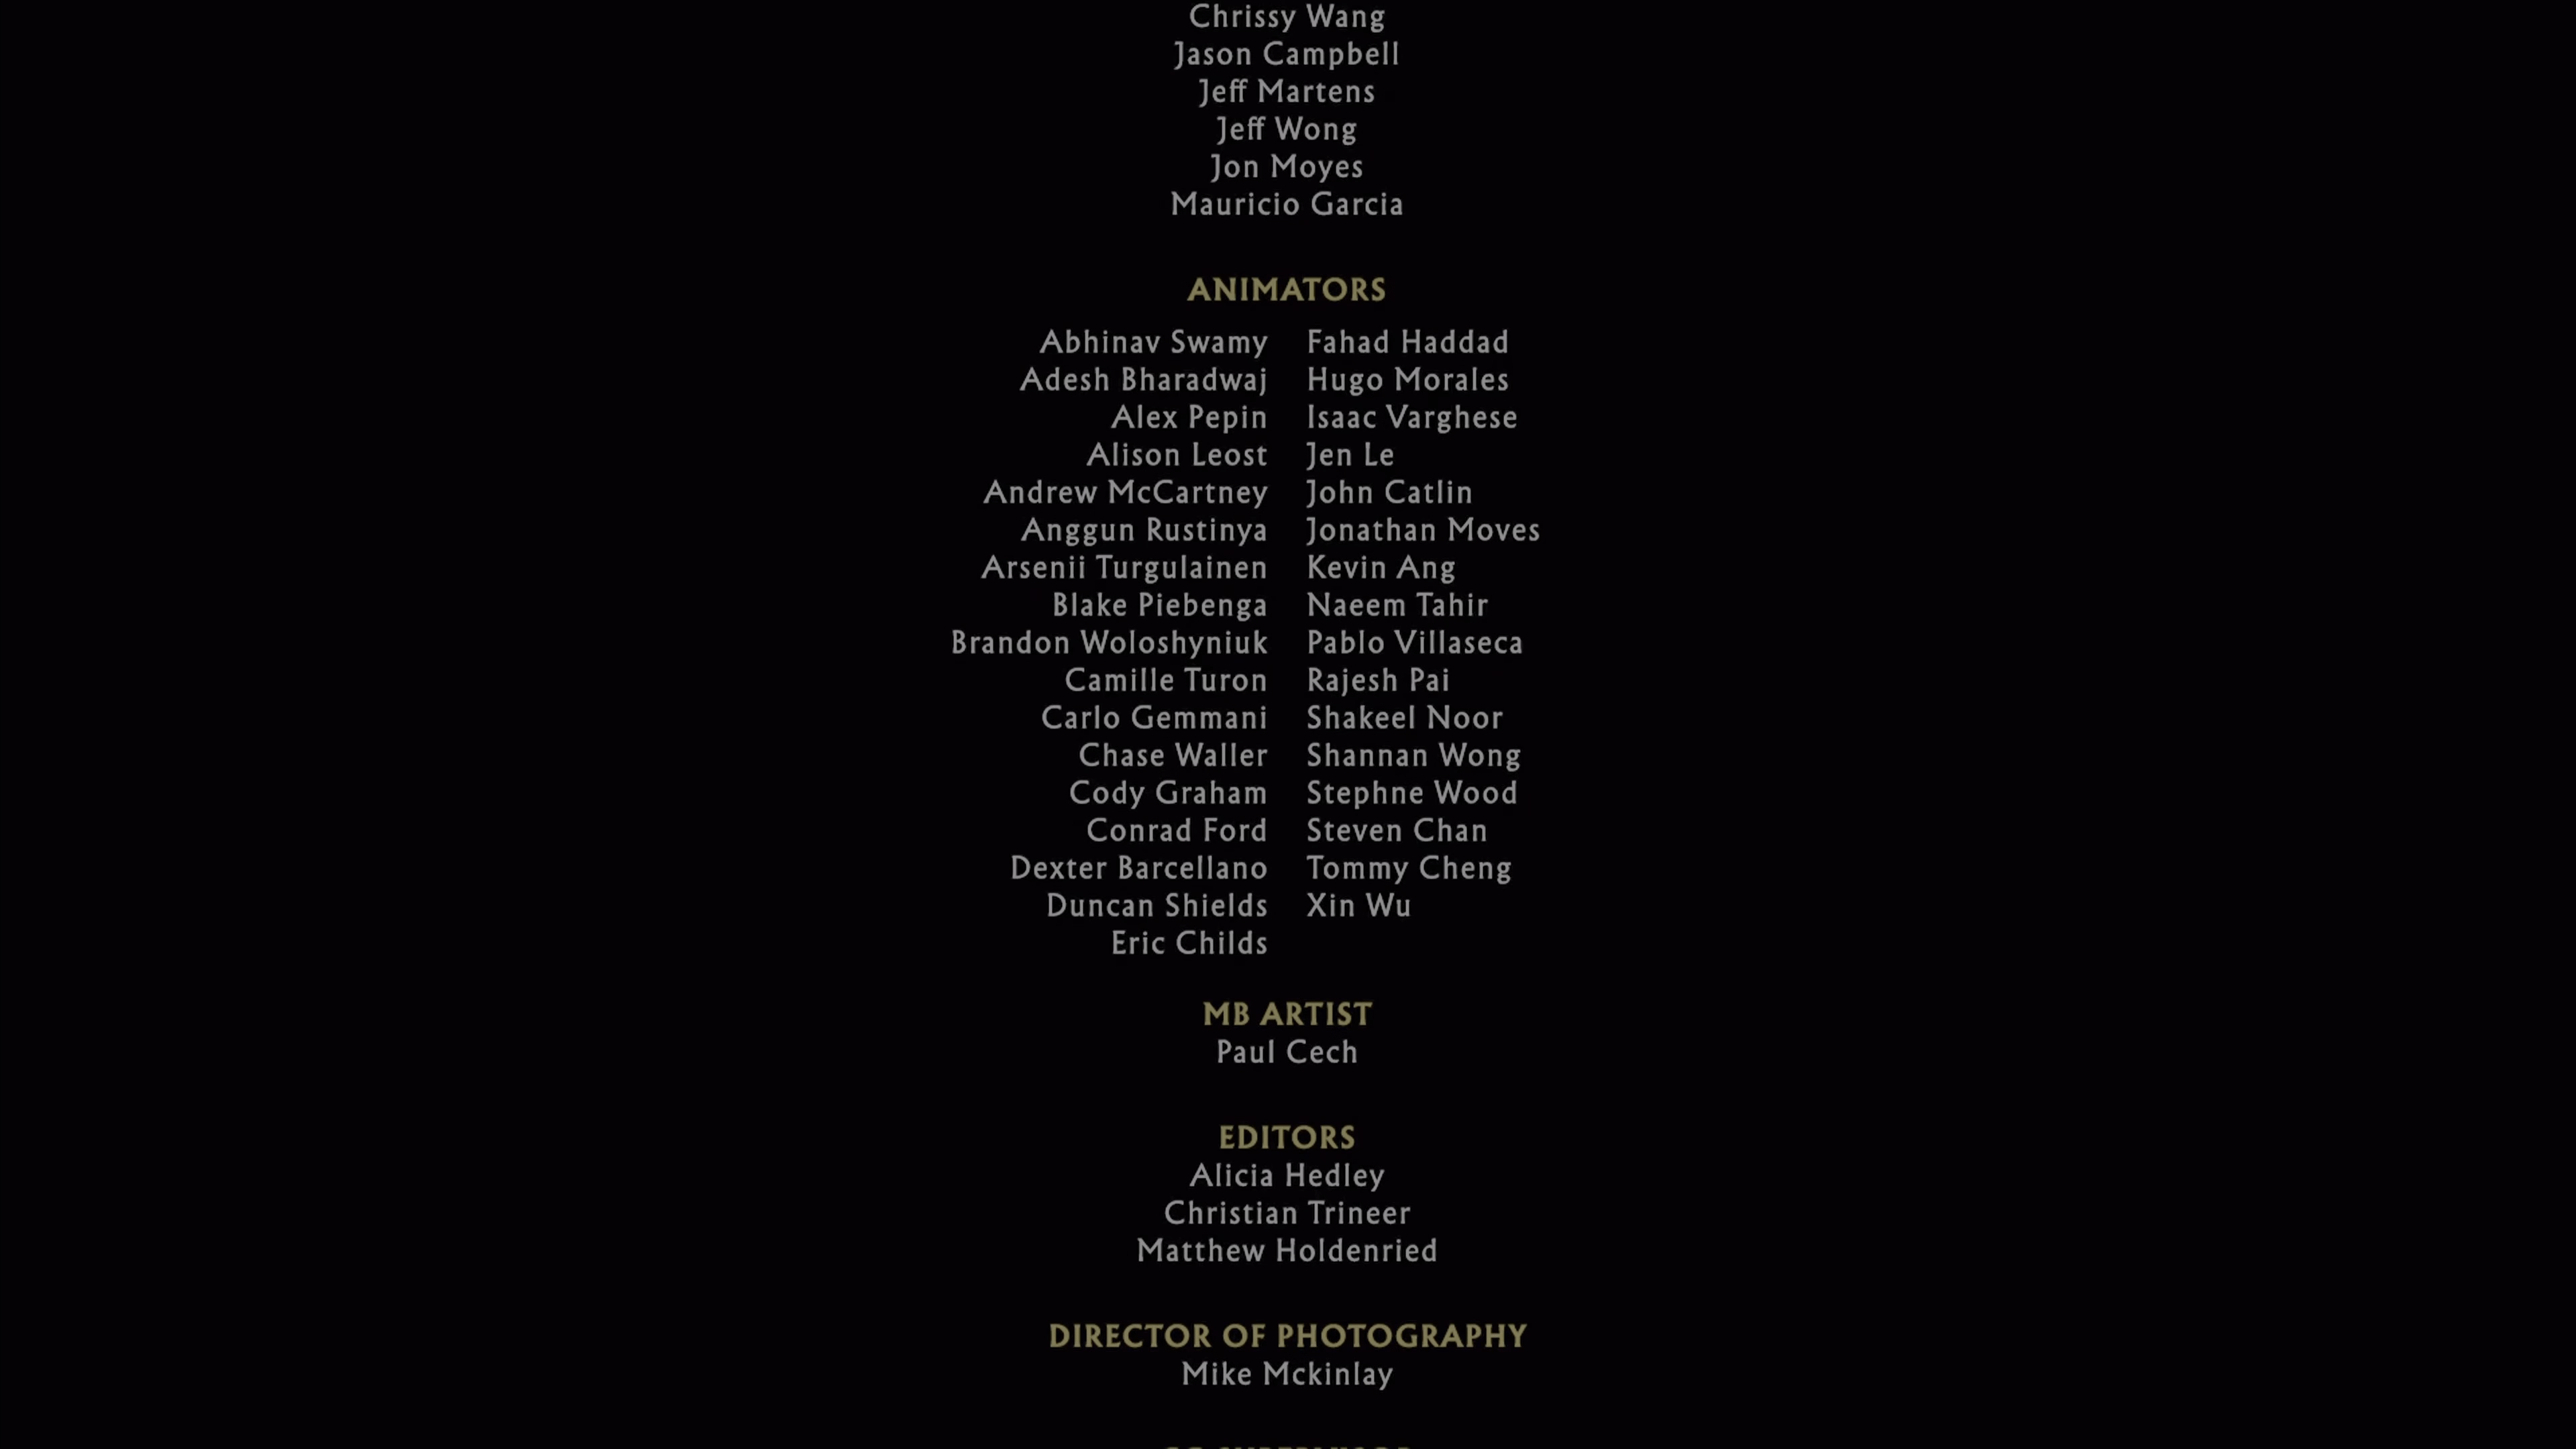 Chrissy Wang
Jason Campbell
Jeff Martens
Jeff Wong
Jon Moyes
Mauricio Garcia
ANIMATORS
Abhinav Swamy
Adesh Bharadwaj
Alex Pepin
Alison Leost
Andrew McCartney
Anggun Rustinya
Arsenii Turgulainen
Blake Piebenga
Brandon Woloshyniuk
Camille Turon
Carlo Gemmani
Chase Waller
Cody Graham
Conrad Ford
Dexter Barcellano
Duncan Shields
Eric Childs
Fahad Haddad
Hugo Morales
Isaac Varghese
Jen Le
John Catlin
Jonathan Moves
Kevin Ang
Naeem Tahir
Pablo Villaseca
Rajesh Pai
Shakeel Noor
Shannan Wong
Stephne Wood
Steven Chan
Tommy Cheng
Xin Wu
MB ARTIST
Paul Cech
EDITORS
Alicia Hedley
Christian Trineer
Matthew Holdenried
DIRECTOR OF PHOTOGRAPHY
Mike Mckinlay